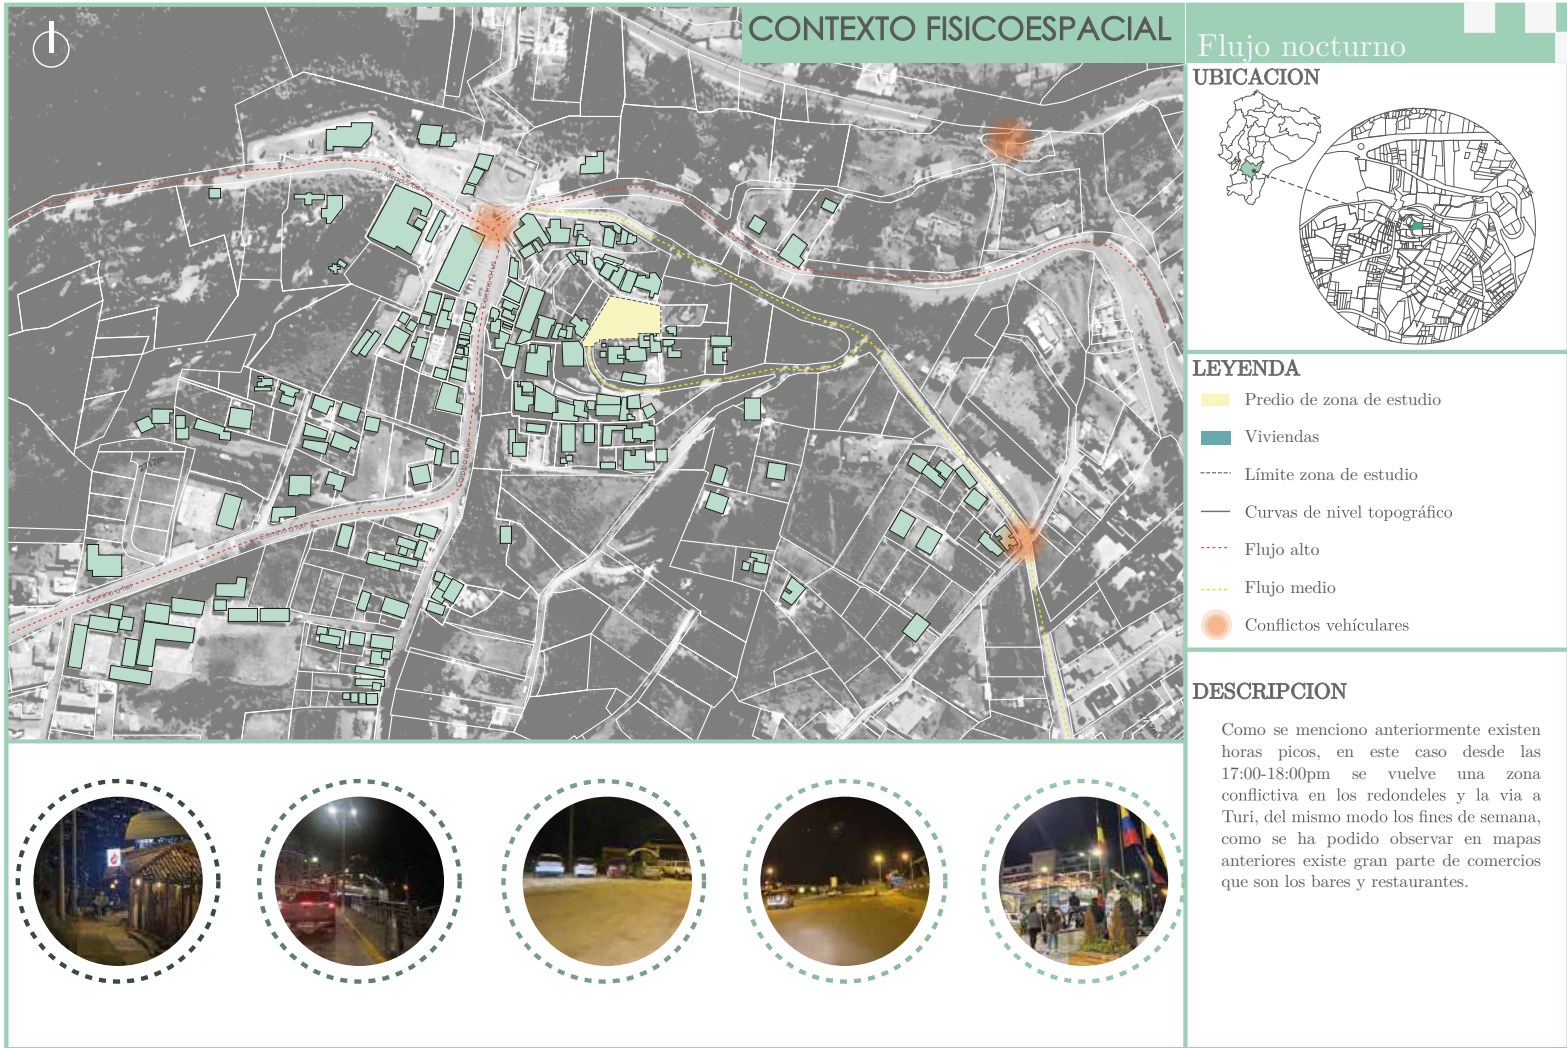 CONTEXTO FISICOESPACIAL
Flujo nocturno
UBICACION
LEYENDA
Predio de zona de estudio
Viviendas
Límite zona de estudio
Curvas de nivel topográfico
Flujo alto
Flujo medio
Conflictos vehículares
DESCRIPCION
Como se menciono anteriormente existen
horas picos, en este caso desde las
17:00-18:00pm se vuelve una zona
conflictiva en los redondeles y la via a
Turi, del mismo modo los fines de semana,
como se ha podido observar en mapas
anteriores existe gran parte de comercios
que son los bares y restaurantes.